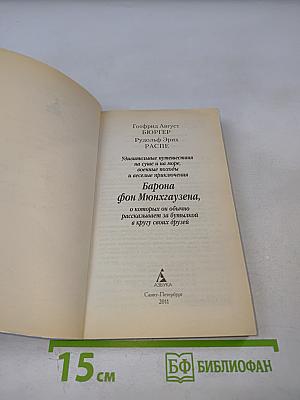 Готфрид Август
БЮРГЕР
Рудольф Эрих
РАСПЕ
Удивительные путешествия
на суше и на море,
военные походы
и веселые приключения
Барона
фон Мюнхгаузена,
о которых он обычно
рассказывает за бутылкой
в кругу своих друзей
АЗБУКА
Санкт-Петербург
2011
15 см
БФ БИБЛИОФАН